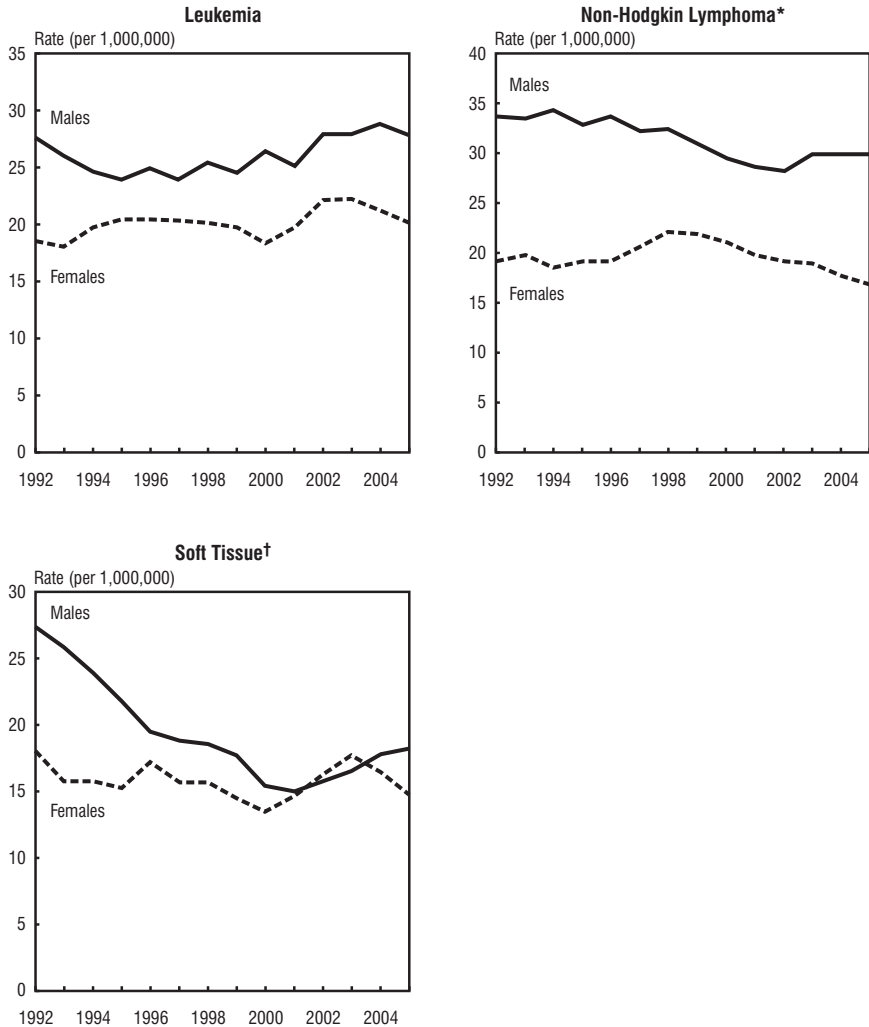 Leukemia
Rate (per 1,000,000)
35
30
25
20
15
10
5
0
Males
Females
1992 1994 1996 1998 2000 2002 2004
Non-Hodgkin Lymphoma*
Rate (per 1,000,000)
40
35
30
25
20
15
10
5
0
Males
Females
1992 1994 1996 1998 2000 2002 2004
Soft Tissue†
Rate (per 1,000,000)
30
25
20
15
10
5
0
Males
Females
1992 1994 1996 1998 2000 2002 2004